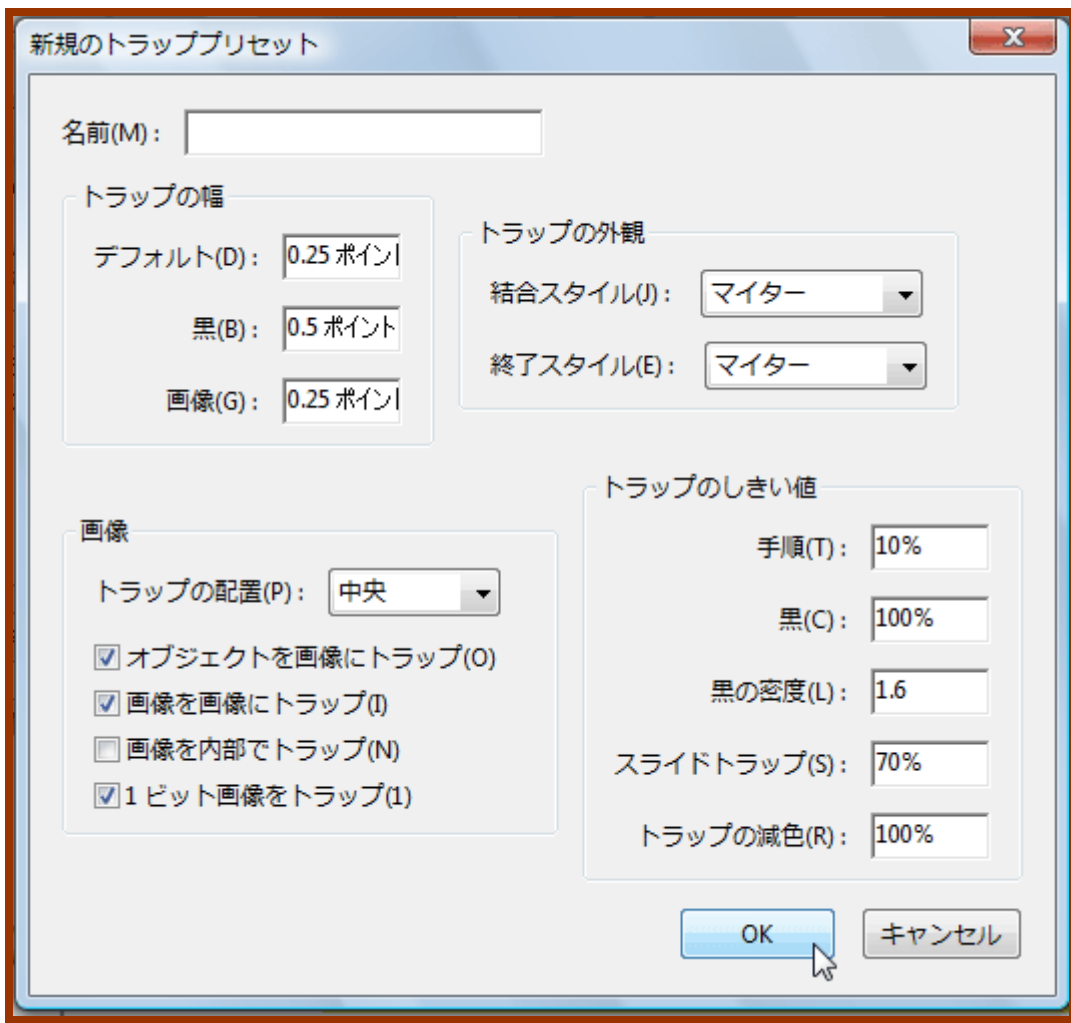 新規のトラッププリセット
名前(M) :
トラップの幅
デフォルト(D) : 0.25 ポイント
黒(B) : 0.5 ポイント
画像(G) : 0.25 ポイント
トラップの外観
結合スタイル(J) : マイター
終了スタイル(E) : マイター
画像
トラップの配置(P) : 中央
オブジェクトを画像にトラップ(O)
画像を画像にトラップ(I)
画像を内部でトラップ(N)
1 ビット画像をトラップ(1)
トラップのしきい値
手順(T) : 10%
黒(C) : 100%
黒の密度(L) : 1.6
スライドトラップ(S) : 70%
トラップの減色(R) : 100%
OK キャンセル